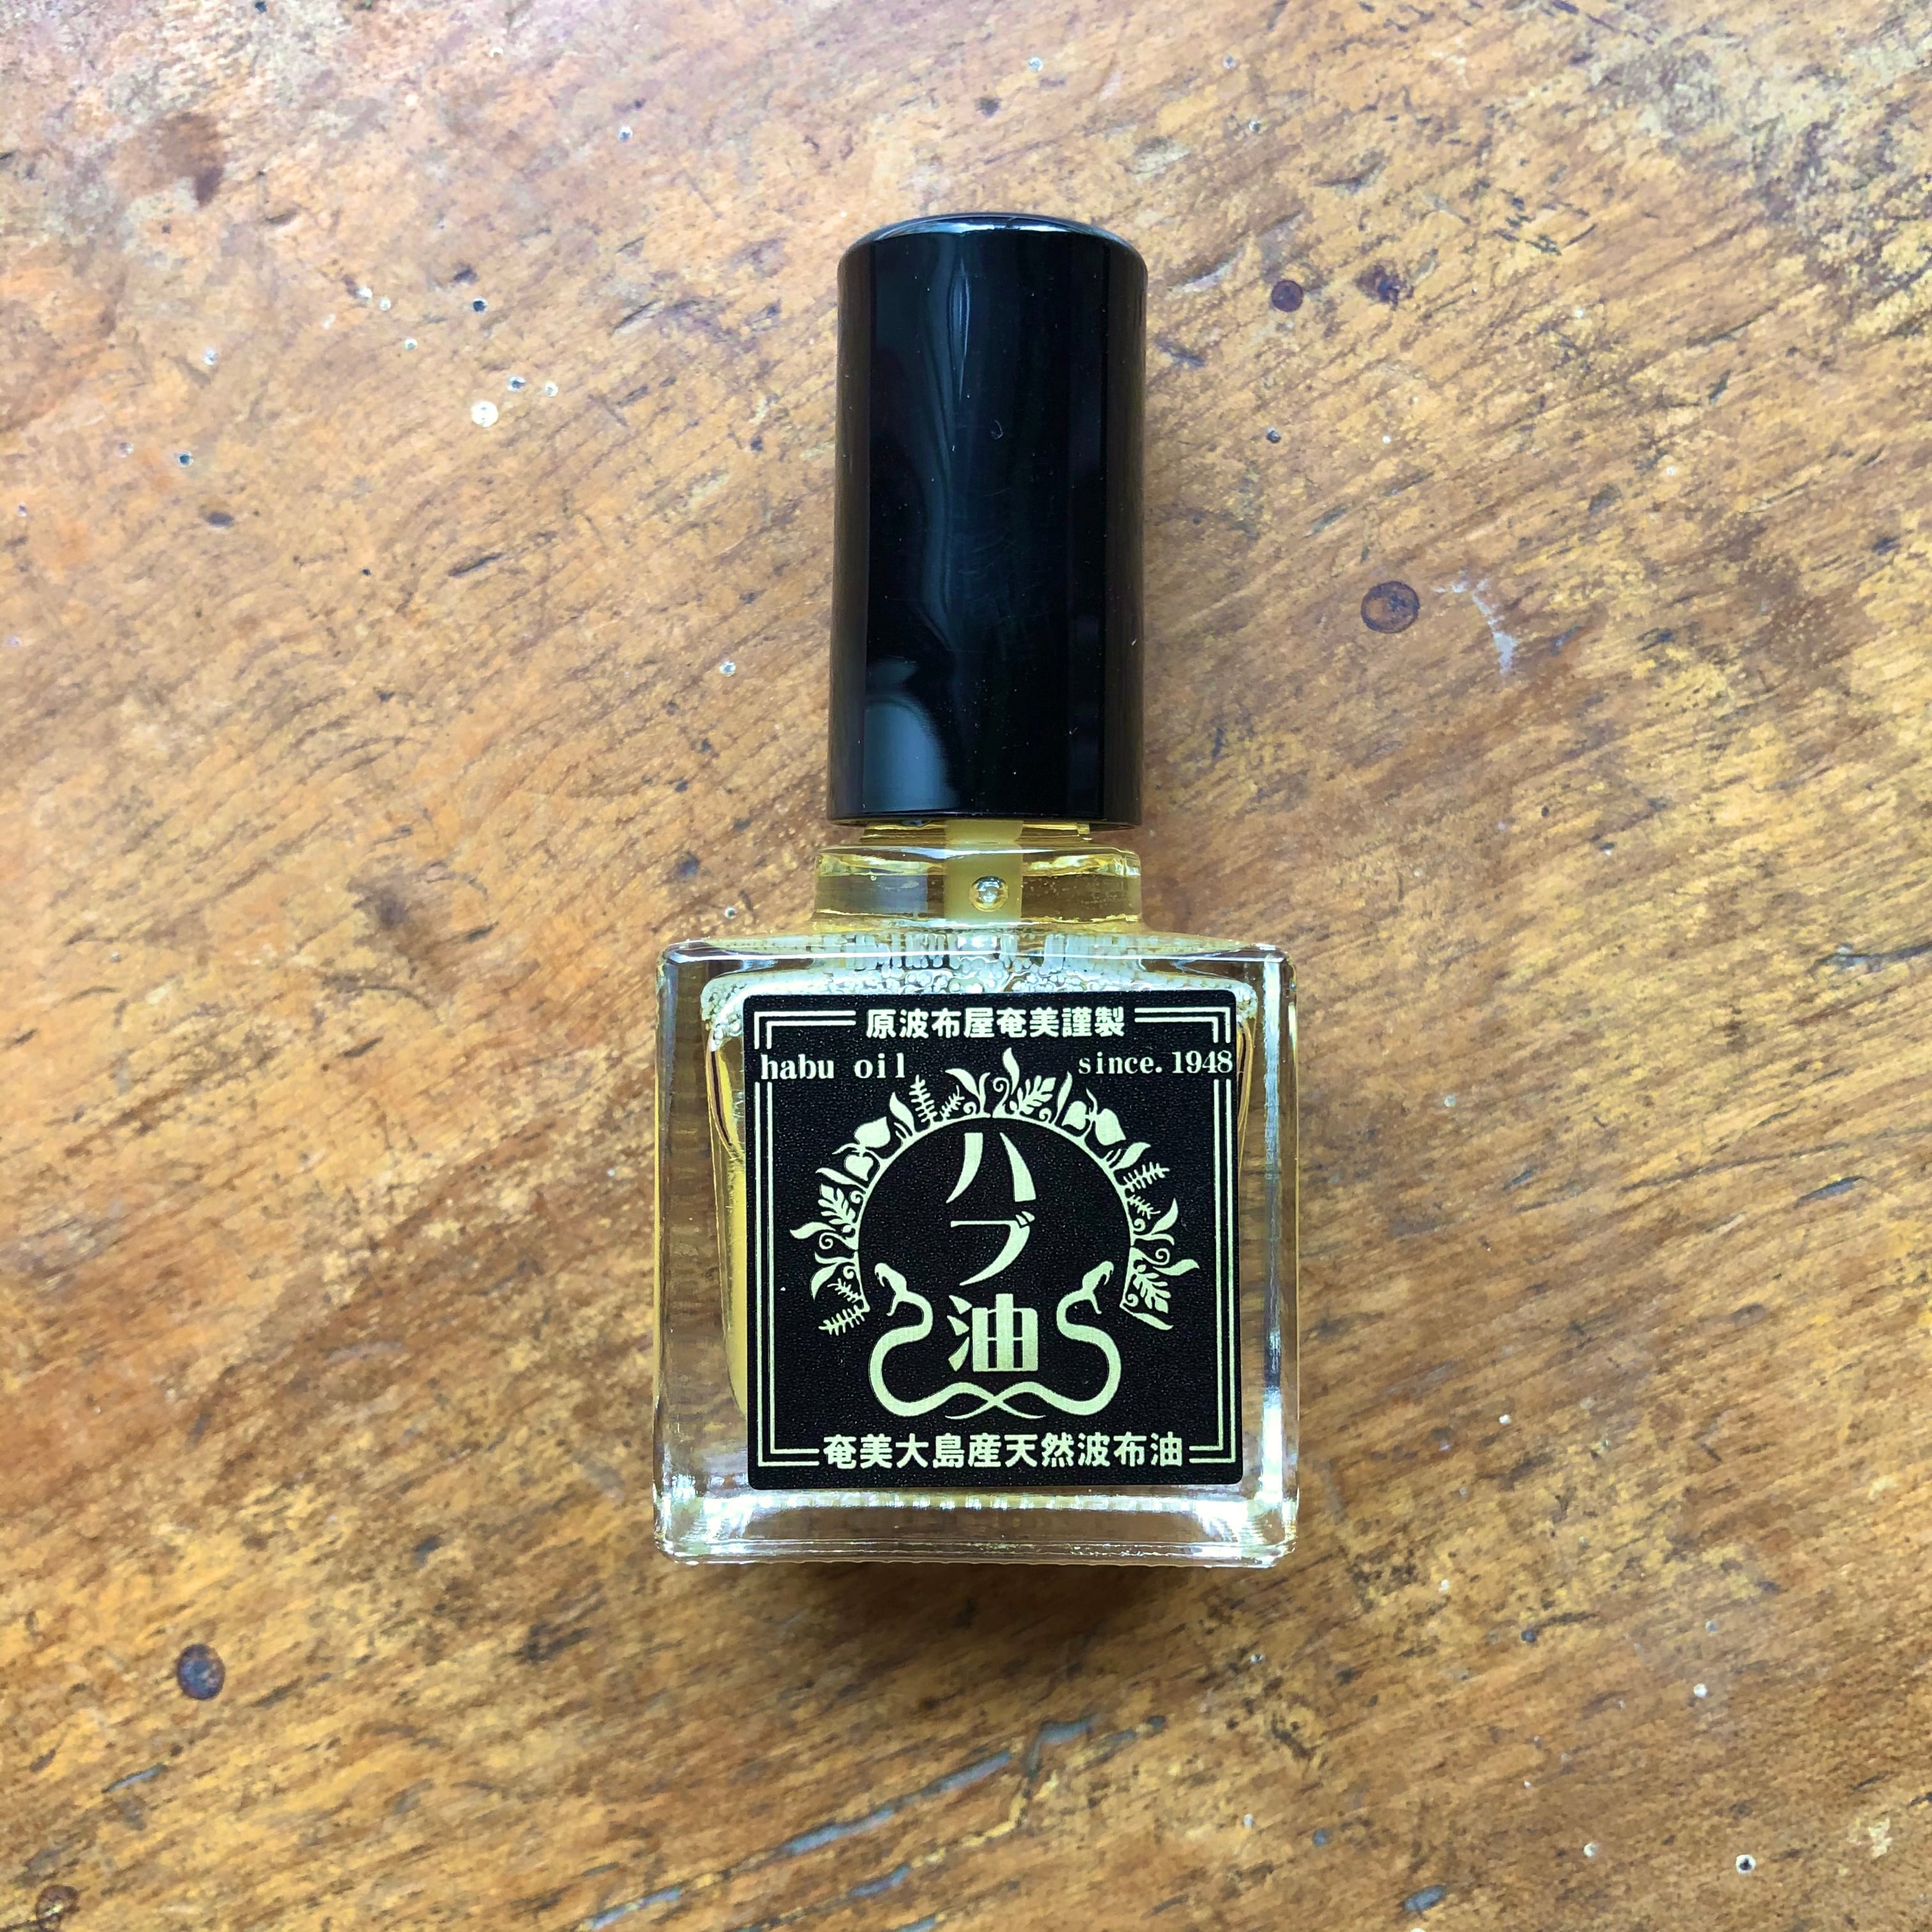 原波布屋奄美謹製
habu oil since. 1948
ハブ油
奄美大島産天然波布油